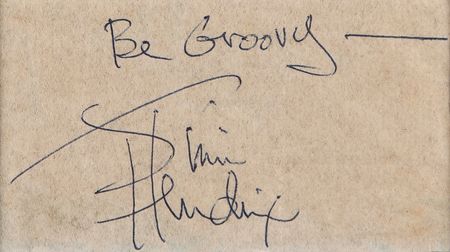 Be Groovy —
Jimi
Hendrix